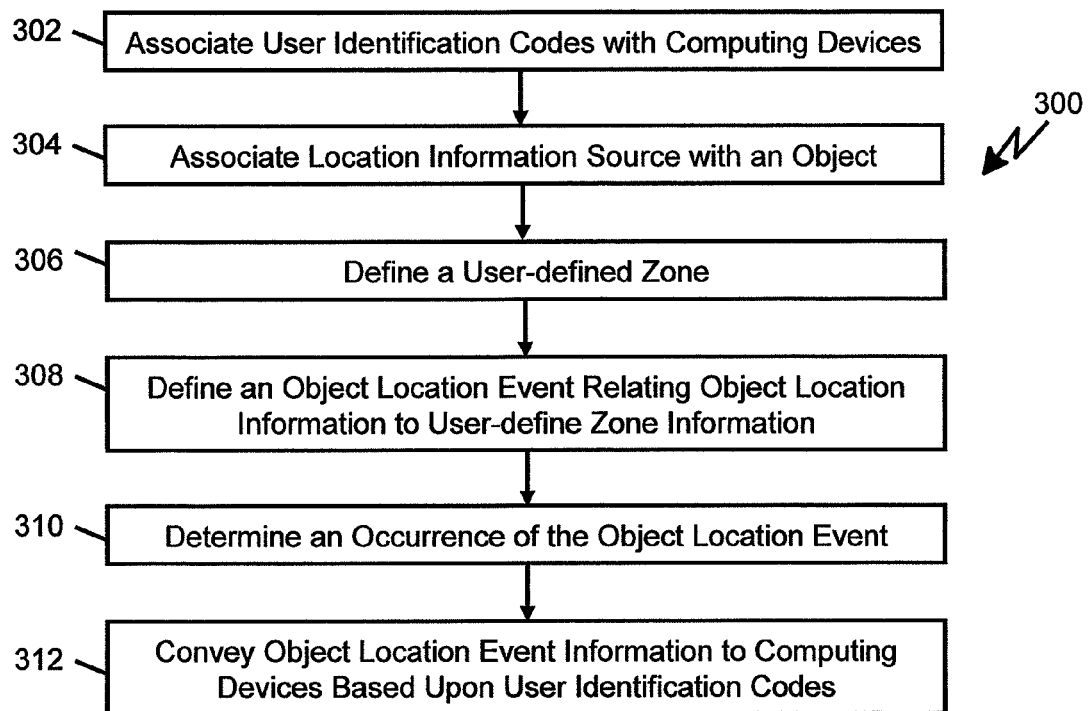 302
Associate User Identification Codes with Computing Devices
300
304
Associate Location Information Source with an Object
306
Define a User-defined Zone
308
Define an Object Location Event Relating Object Location
Information to User-define Zone Information
310
Determine an Occurrence of the Object Location Event
312
Convey Object Location Event Information to Computing
Devices Based Upon User Identification Codes